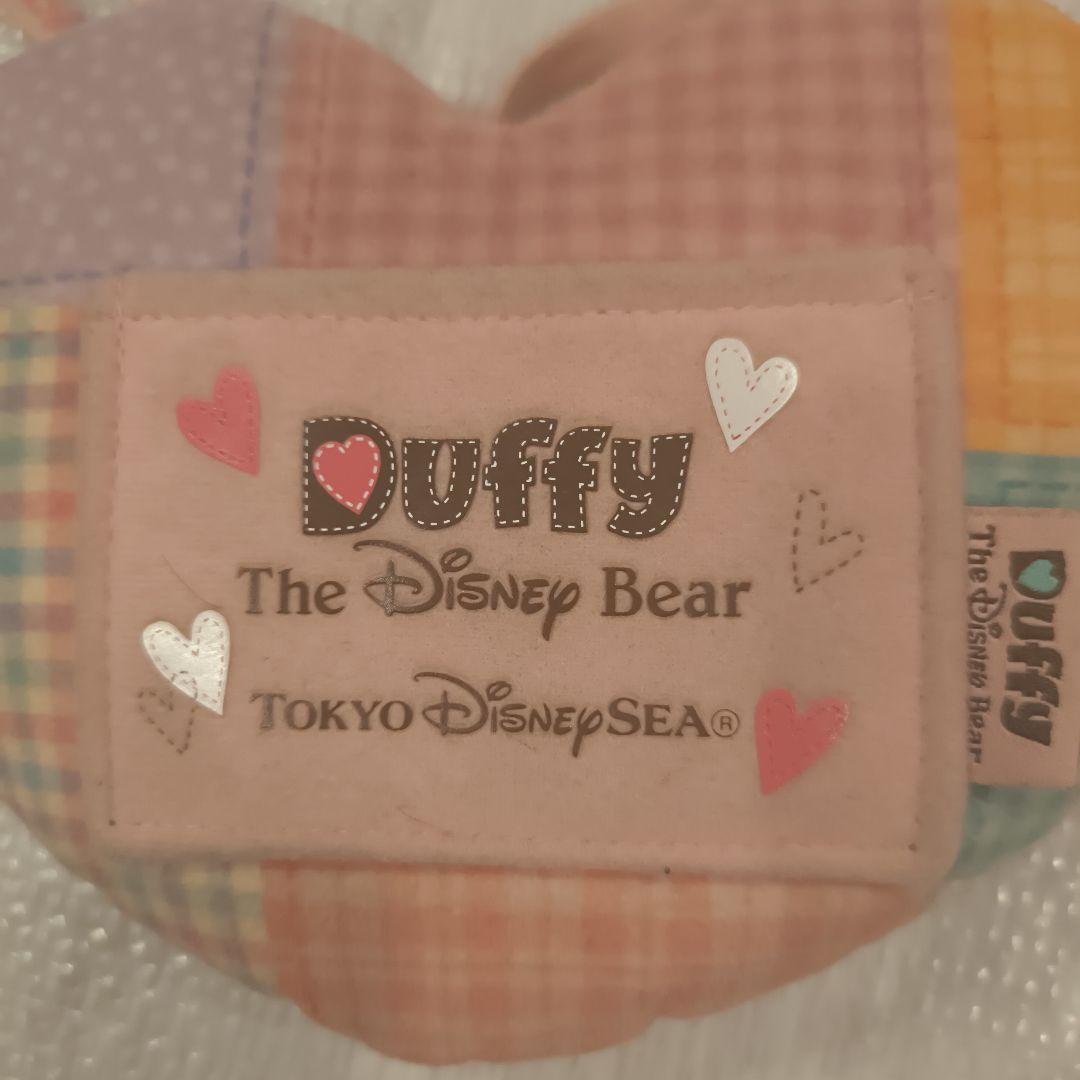 Duffy
The Disney Bear
TOKYO DisneySEA®
Duffy
The Disney Bear